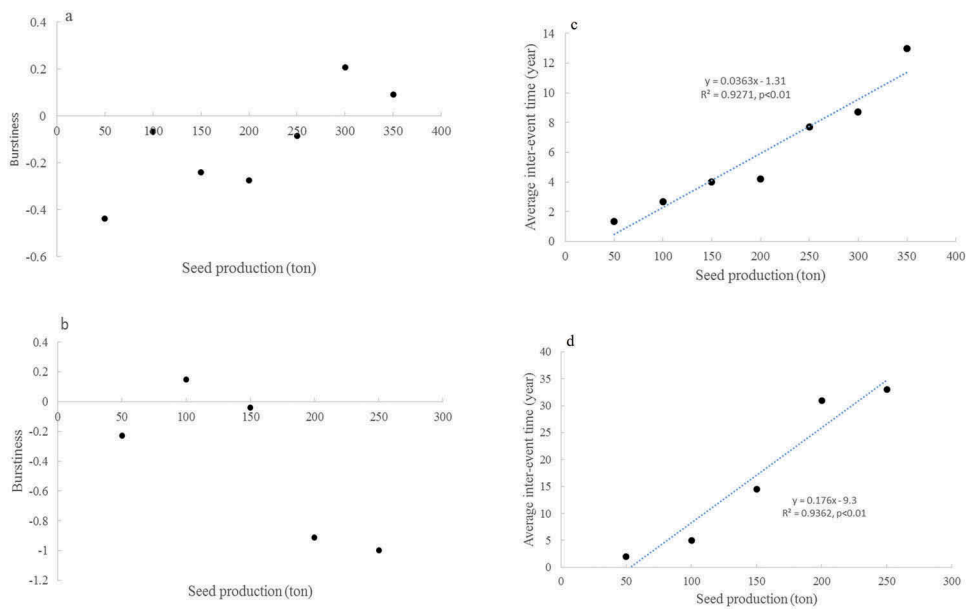 a
0.4
0.2
0
-0.2
-0.4
-0.6
0 50 100 150 200 250 300 350 400
Burstiness
Seed production (ton)
c
14
12
10
8
6
4
2
0
0 50 100 150 200 250 300 350 400
Average inter-event time (year)
y = 0.0363x - 1.31
R² = 0.9271, p<0.01
Seed production (ton)
b
0.4
0.2
0
-0.2
-0.4
-0.6
-0.8
-1
-1.2
0 50 100 150 200 250 300
Burstiness
Seed production (ton)
d
40
35
30
25
20
15
10
5
0
0 50 100 150 200 250 300
Average inter-event time (year)
y = 0.176x - 9.3
R² = 0.9362, p<0.01
Seed production (ton)